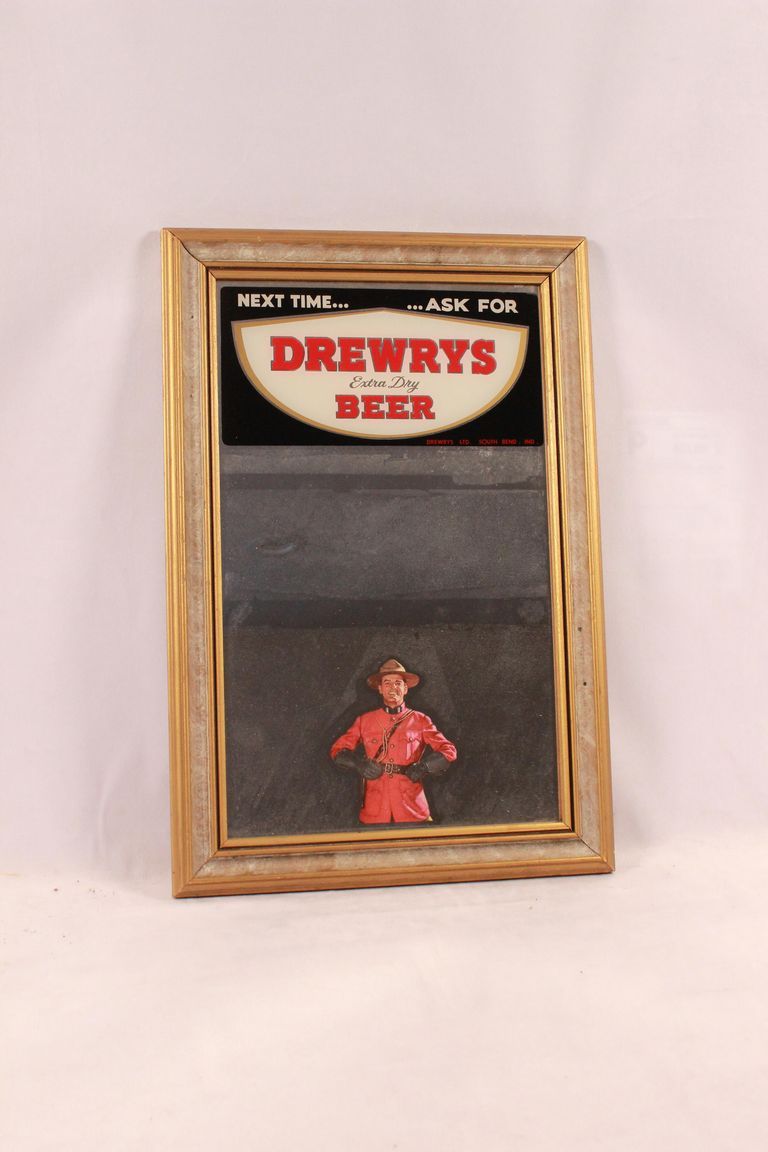 NEXT TIME... ...ASK FOR
DREWRYS
Extra Dry
BEER
DREWRYS LTD. SOUTH BEND, IND.